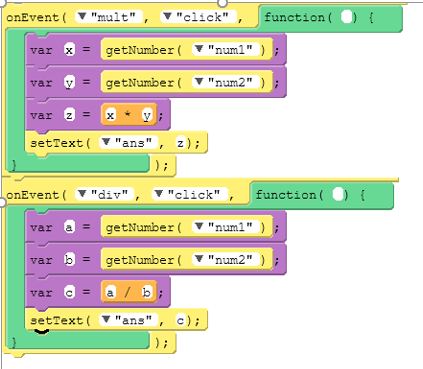 onEvent( ▼"mult", ▼"click", function( ) {
var x = getNumber( ▼"num1" );
var y = getNumber( ▼"num2" );
var z = x * y;
setText( ▼"ans", z);
} );
onEvent( ▼"div", ▼"click", function( ) {
var a = getNumber( ▼"num1" );
var b = getNumber( ▼"num2" );
var c = a / b;
setText( ▼"ans", c);
} );